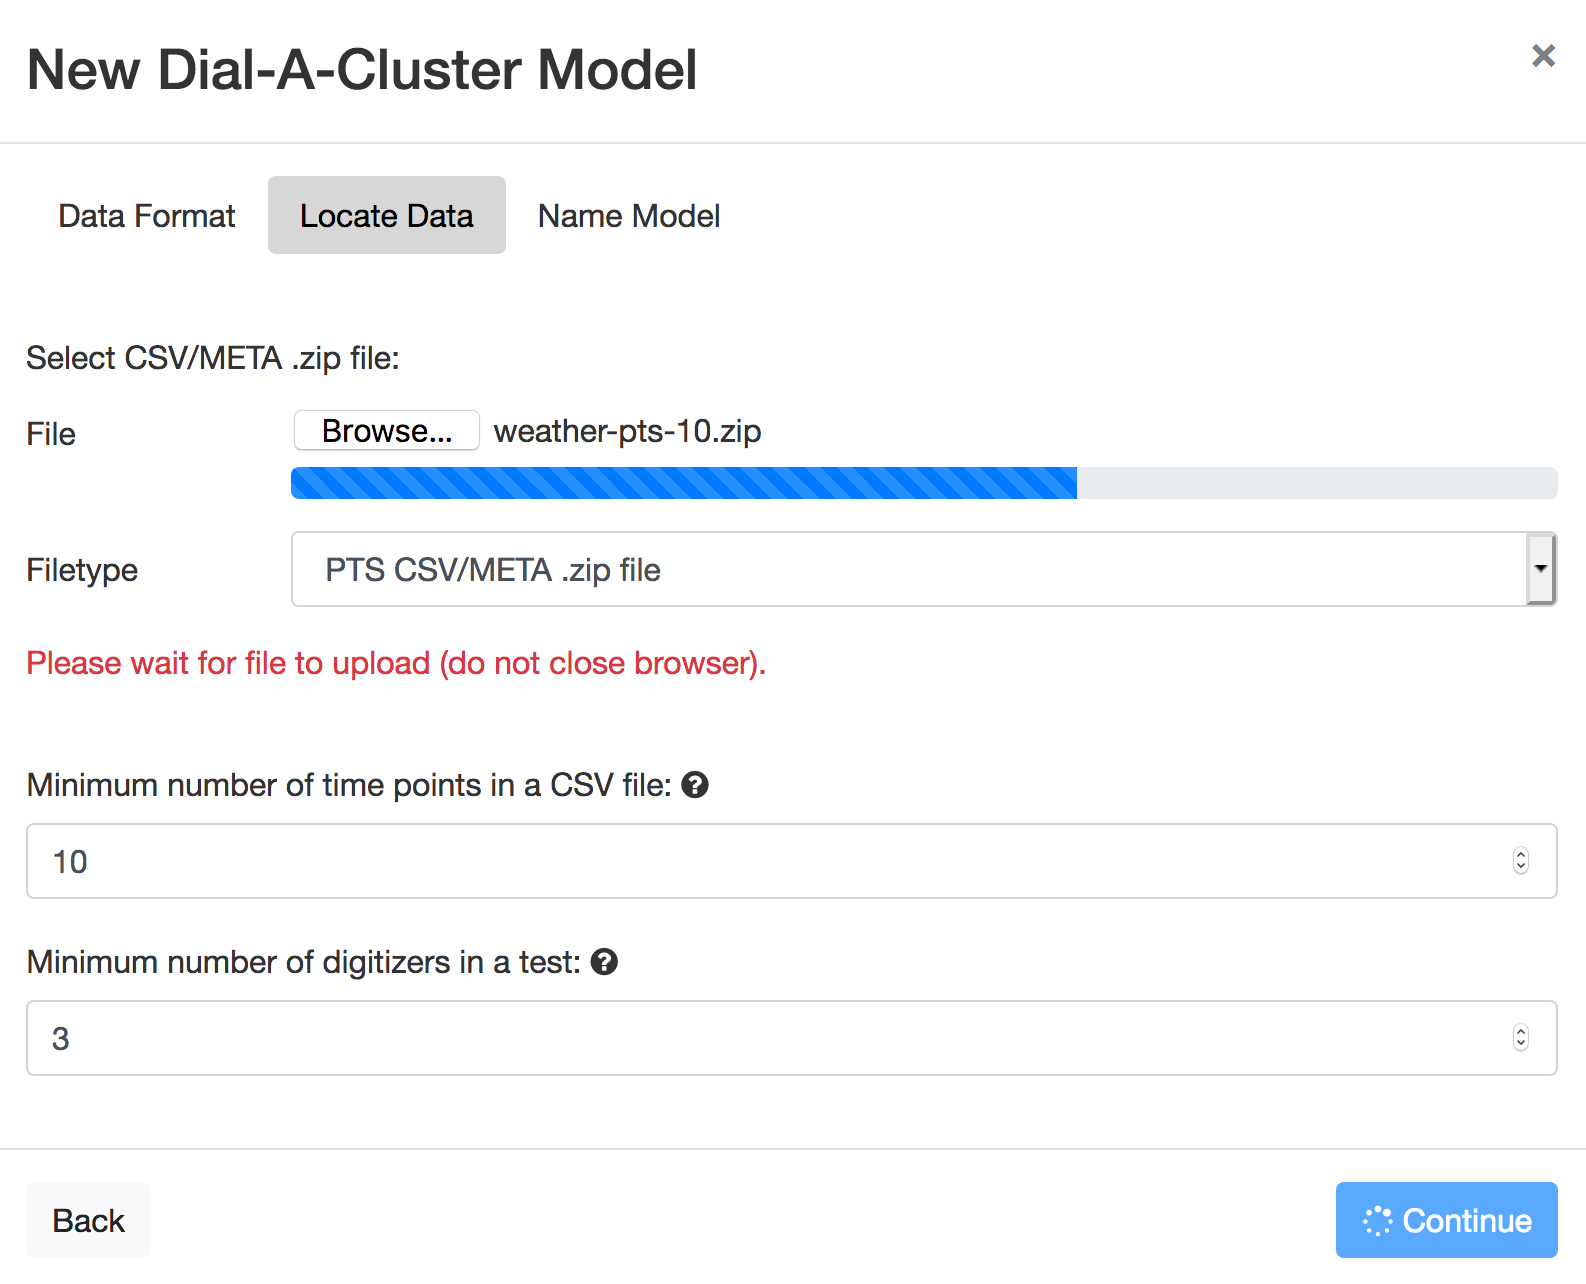 New Dial-A-Cluster Model
×
Data Format Locate Data Name Model
Select CSV/META .zip file:
File Browse... weather-pts-10.zip
Filetype PTS CSV/META .zip file
Please wait for file to upload (do not close browser).
Minimum number of time points in a CSV file: ?
10
Minimum number of digitizers in a test: ?
3
Back Continue